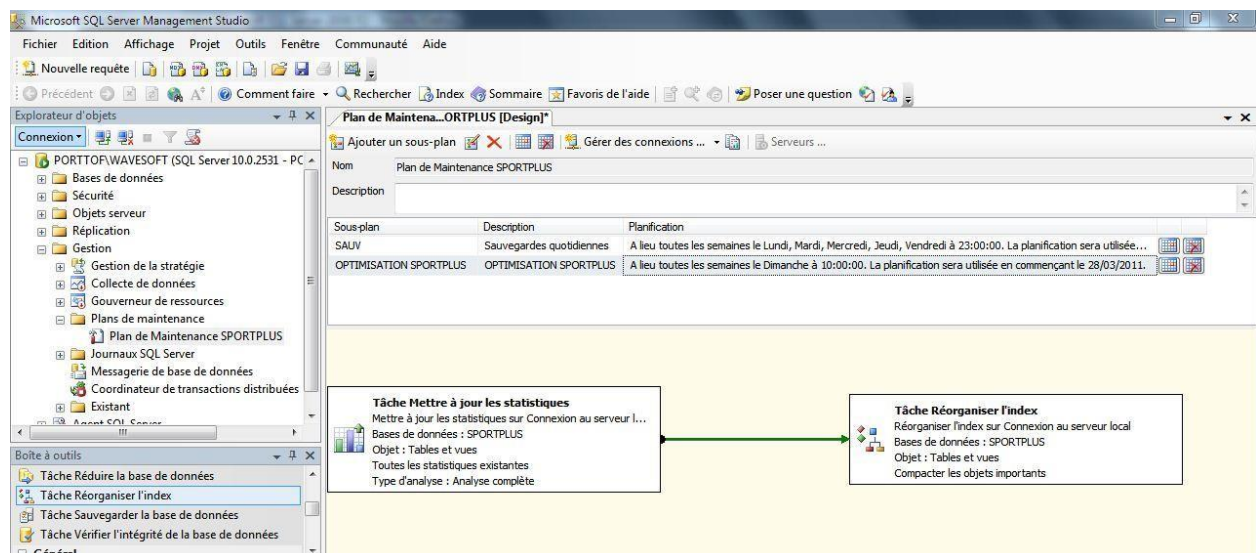 Microsoft SQL Server Management Studio
Fichier Edition Affichage Projet Outils Fenêtre Communauté Aide
Nouvelle requête
Précédent Comment faire Rechercher Index Sommaire Favoris de l'aide Poser une question
Explorateur d'objets
Connexion
PORTTOF\WAVESOFT (SQL Server 10.0.2531 - PC
Bases de données
Sécurité
Objets serveur
Réplication
Gestion
Gestion de la stratégie
Collecte de données
Gouverneur de ressources
Plans de maintenance
Plan de Maintenance SPORTPLUS
Journaux SQL Server
Messagerie de base de données
Coordinateur de transactions distribuées
Existant
Agent SQL Server
Boîte à outils
Tâche Réduire la base de données
Tâche Réorganiser l'index
Tâche Sauvegarder la base de données
Tâche Vérifier l'intégrité de la base de données
Général
Plan de Maintena...ORTPLUS [Design]*
Ajouter un sous-plan Gérer des connexions ... Serveurs ...
Nom Plan de Maintenance SPORTPLUS
Description
Sous-plan Description Planification
SAUV Sauvegardes quotidiennes A lieu toutes les semaines le Lundi, Mardi, Mercredi, Jeudi, Vendredi à 23:00:00. La planification sera utilisée...
OPTIMISATION SPORTPLUS OPTIMISATION SPORTPLUS A lieu toutes les semaines le Dimanche à 10:00:00. La planification sera utilisée en commençant le 28/03/2011.
Tâche Mettre à jour les statistiques
Mettre à jour les statistiques sur Connexion au serveur l...
Bases de données : SPORTPLUS
Objet : Tables et vues
Toutes les statistiques existantes
Type d'analyse : Analyse complète
Tâche Réorganiser l'index
Réorganiser l'index sur Connexion au serveur local
Bases de données : SPORTPLUS
Objet : Tables et vues
Compacter les objets importants